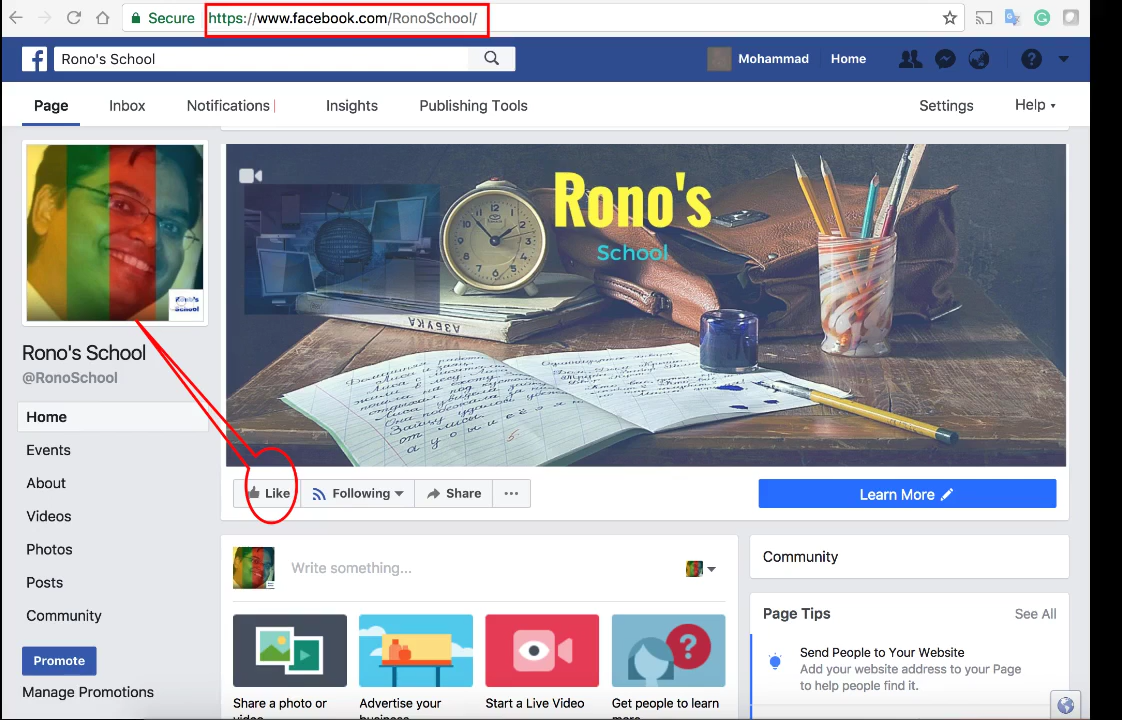 Secure https://www.facebook.com/RonoSchool/
Rono's School
Mohammad Home
Page Inbox Notifications Insights Publishing Tools Settings Help
Rono's
School
АЗБУКА
Rono's
School
Rono's School
@RonoSchool
Home
Events
About
Videos
Photos
Posts
Community
Promote
Manage Promotions
Like Following Share
Learn More
Write something...
Share a photo or
Advertise your
Start a Live Video
Get people to learn
Community
Page Tips See All
Send People to Your Website
Add your website address to your Page
to help people find it.